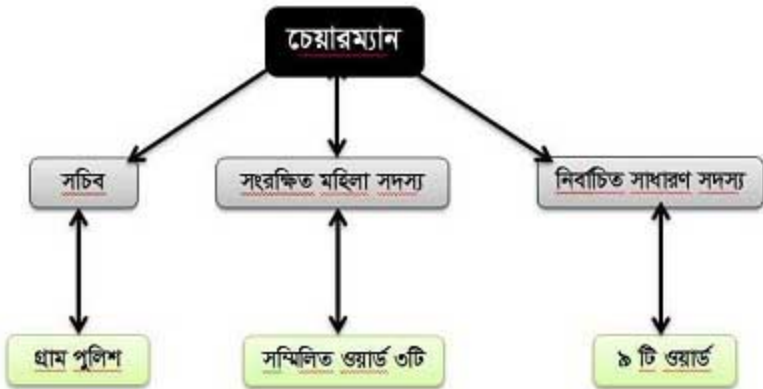 চেয়ারম্যান
সচিব
সংরক্ষিত মহিলা সদস্য
নির্বাচিত সাধারণ সদস্য
গ্রাম পুলিশ
সম্মিলিত ওয়ার্ড ৩টি
৯ টি ওয়ার্ড